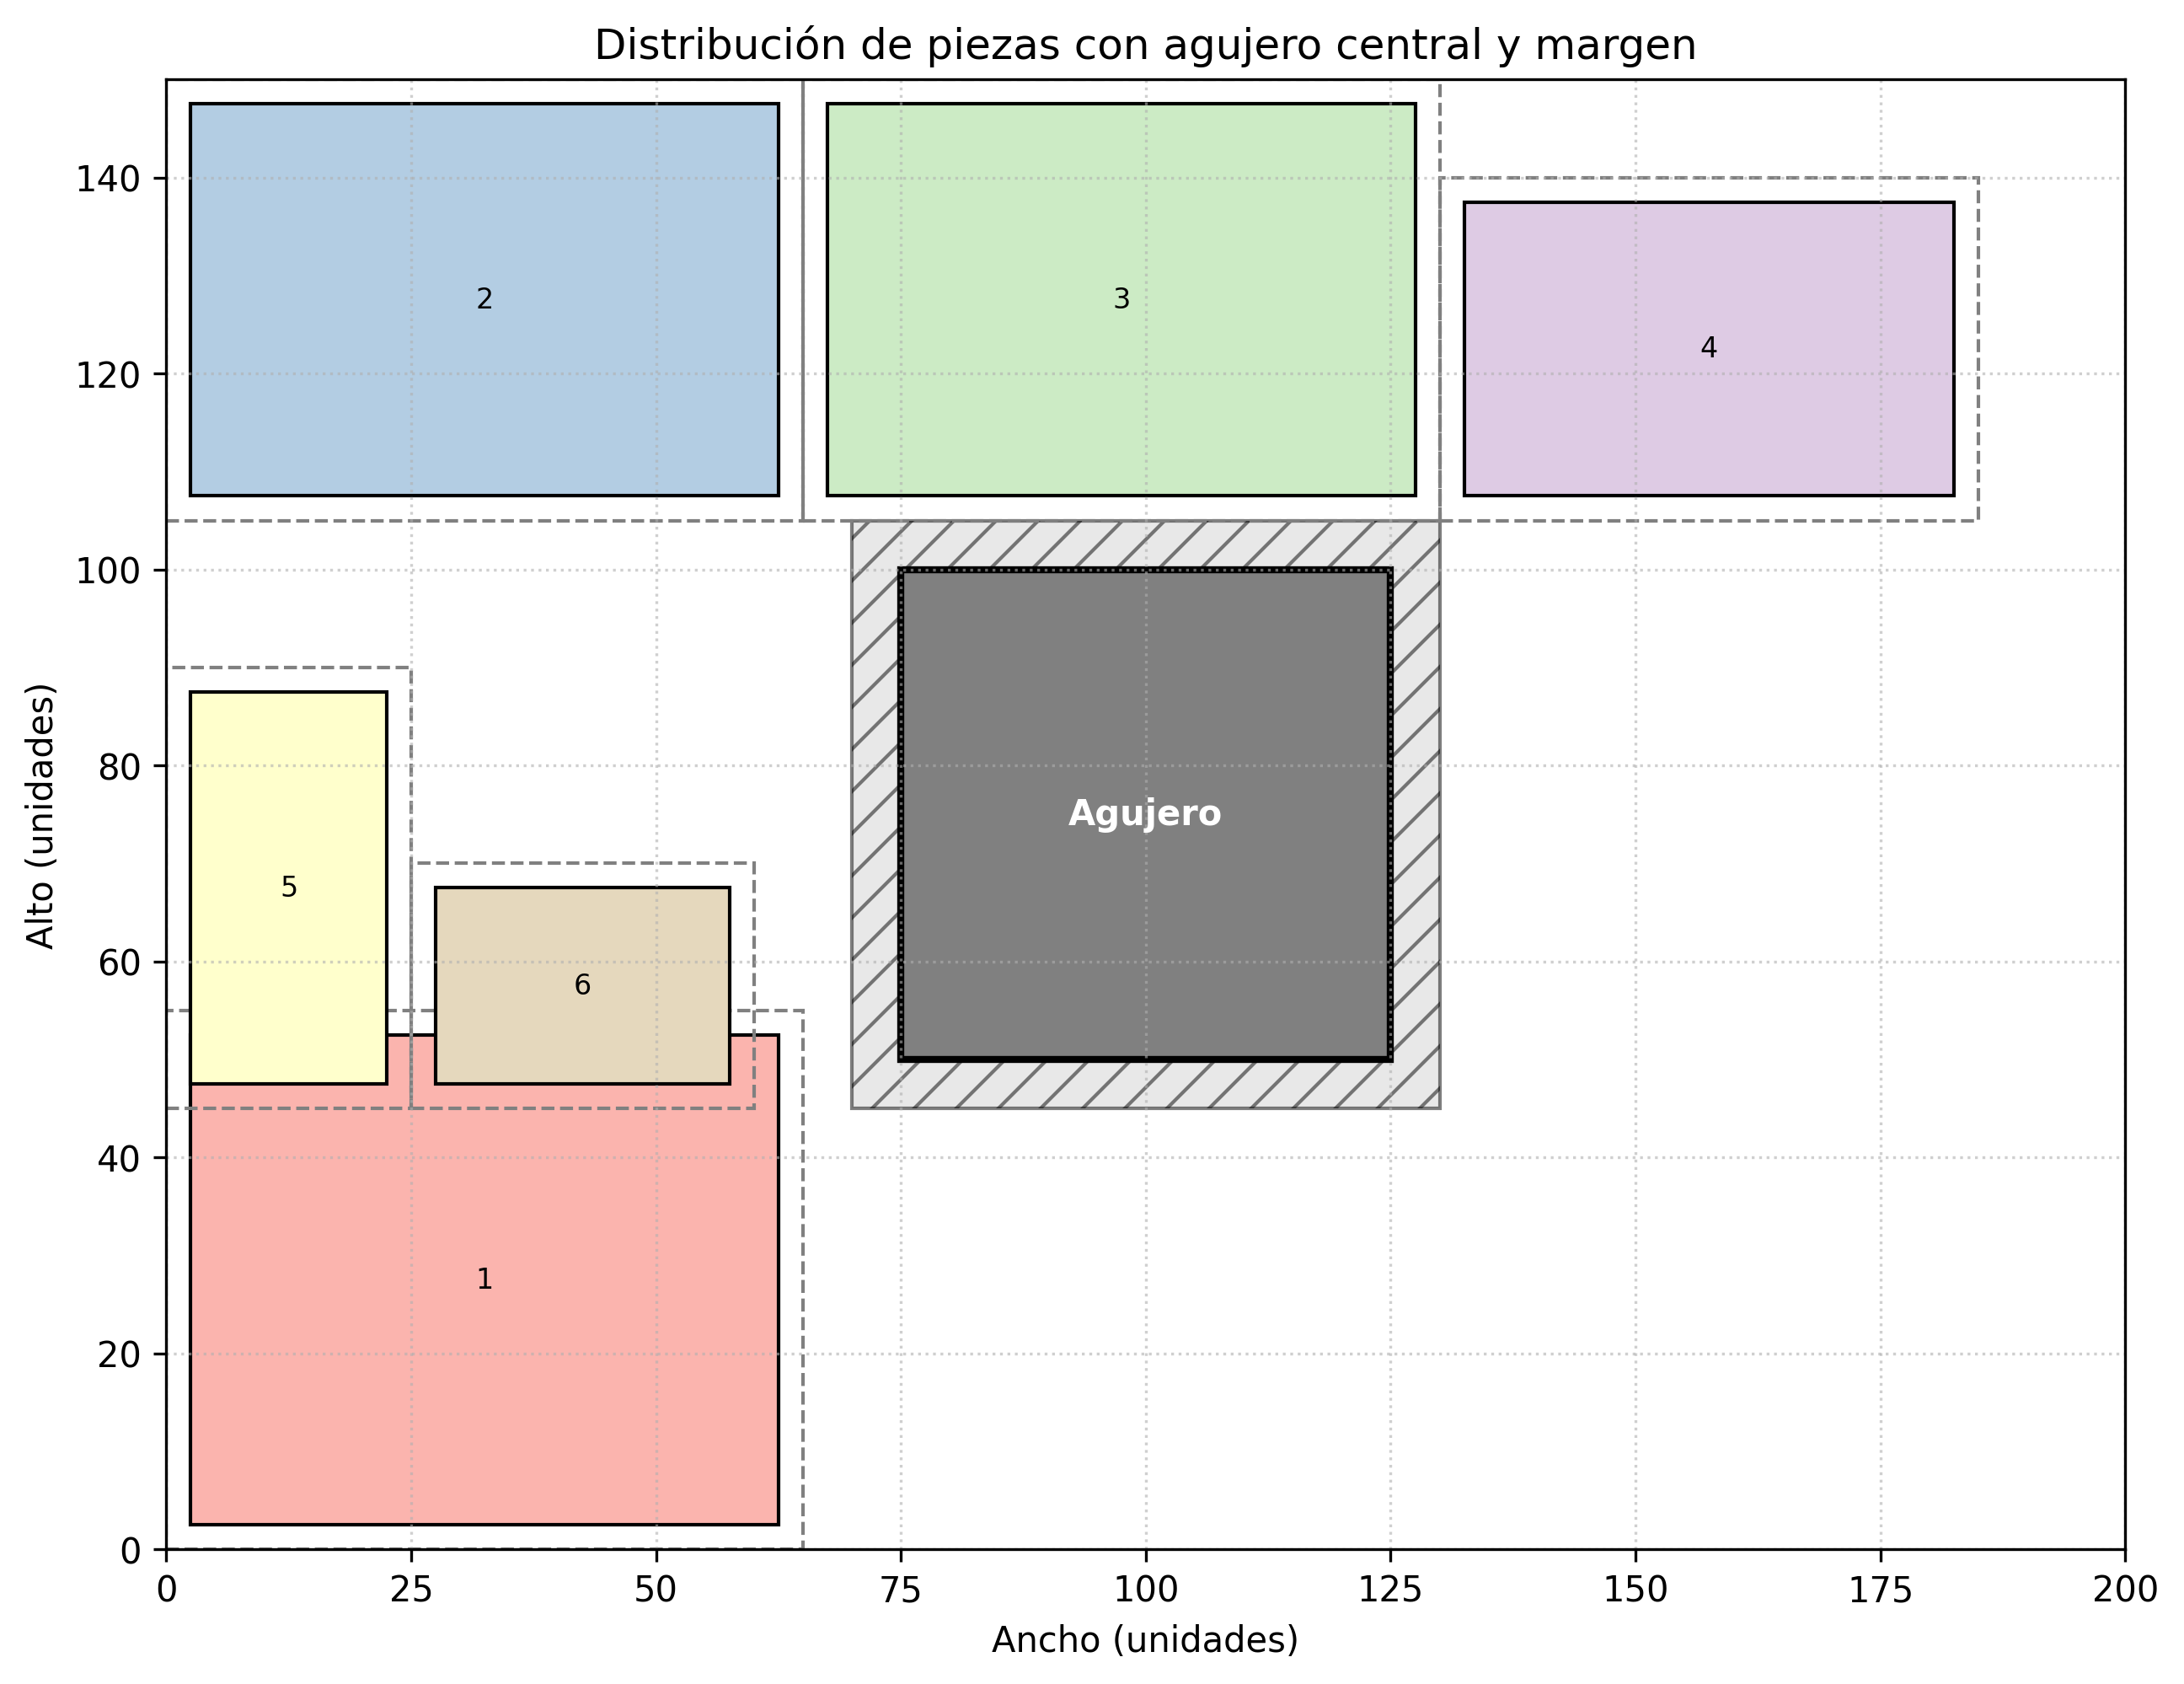 Distribución de piezas con agujero central y margen
140
120
100
80
60
40
20
0
Alto (unidades)
2
3
4
Agujero
5
6
1
0 25 50 75 100 125 150 175 200
Ancho (unidades)